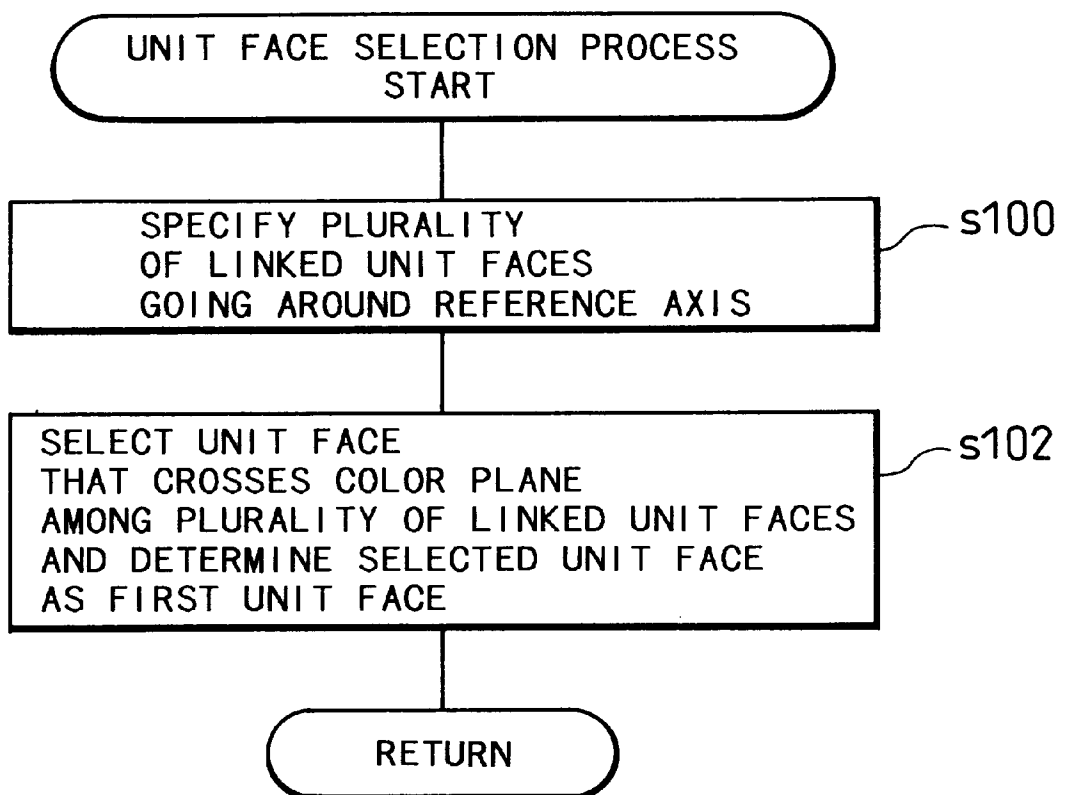 UNIT FACE SELECTION PROCESS
START
SPECIFY PLURALITY
OF LINKED UNIT FACES
GOING AROUND REFERENCE AXIS
s100
SELECT UNIT FACE
THAT CROSSES COLOR PLANE
AMONG PLURALITY OF LINKED UNIT FACES
AND DETERMINE SELECTED UNIT FACE
AS FIRST UNIT FACE
s102
RETURN